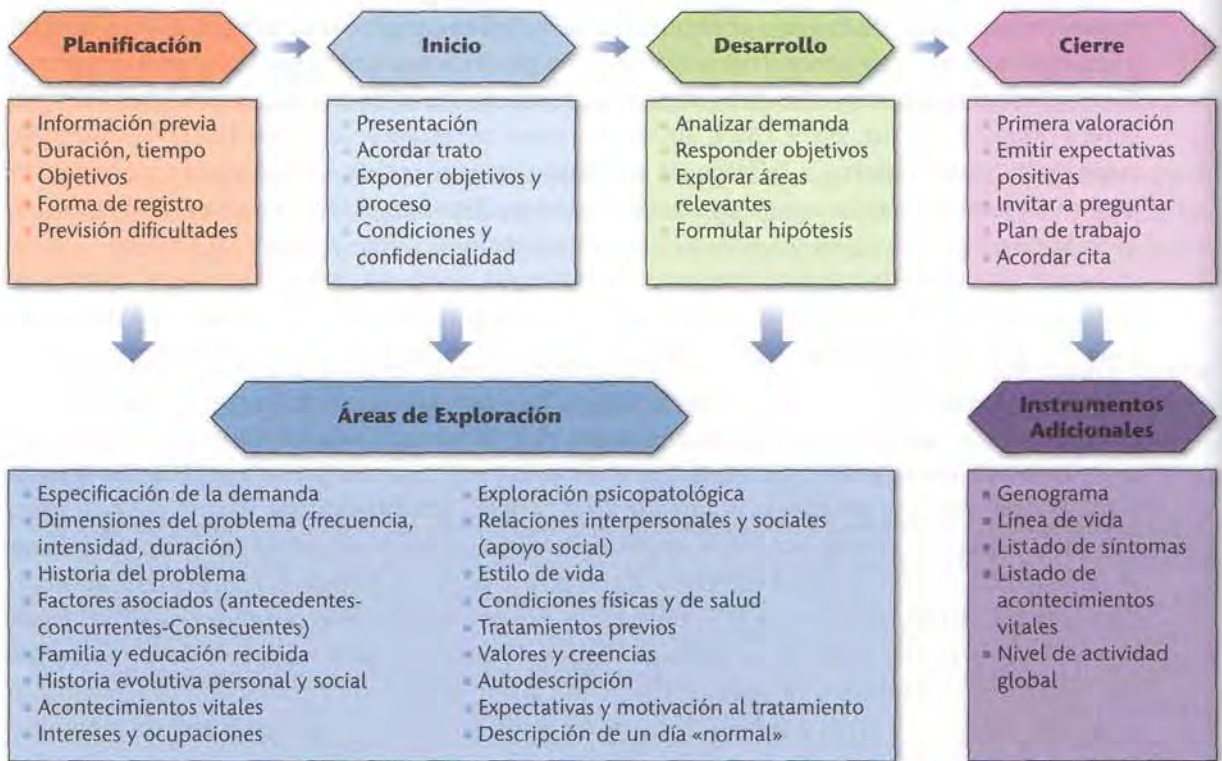 Planificación
Inicio
Desarrollo
Cierre
Información previa
Duración, tiempo
Objetivos
Forma de registro
Previsión dificultades
Presentación
Acordar trato
Exponer objetivos y
proceso
Condiciones y
confidencialidad
Analizar demanda
Responder objetivos
Explorar áreas
relevantes
Formular hipótesis
Primera valoración
Emitir expectativas
positivas
Invitar a preguntar
Plan de trabajo
Acordar cita
Áreas de Exploración
Especificación de la demanda
Dimensiones del problema (frecuencia,
intensidad, duración)
Historia del problema
Factores asociados (antecedentes-
concurrentes-Consecuentes)
Familia y educación recibida
Historia evolutiva personal y social
Acontecimientos vitales
Intereses y ocupaciones
Exploración psicopatológica
Relaciones interpersonales y sociales
(apoyo social)
Estilo de vida
Condiciones físicas y de salud
Tratamientos previos
Valores y creencias
Autodescripción
Expectativas y motivación al tratamiento
Descripción de un día «normal»
Instrumentos
Adicionales
Genograma
Línea de vida
Listado de síntomas
Listado de
acontecimientos
vitales
Nivel de actividad
global